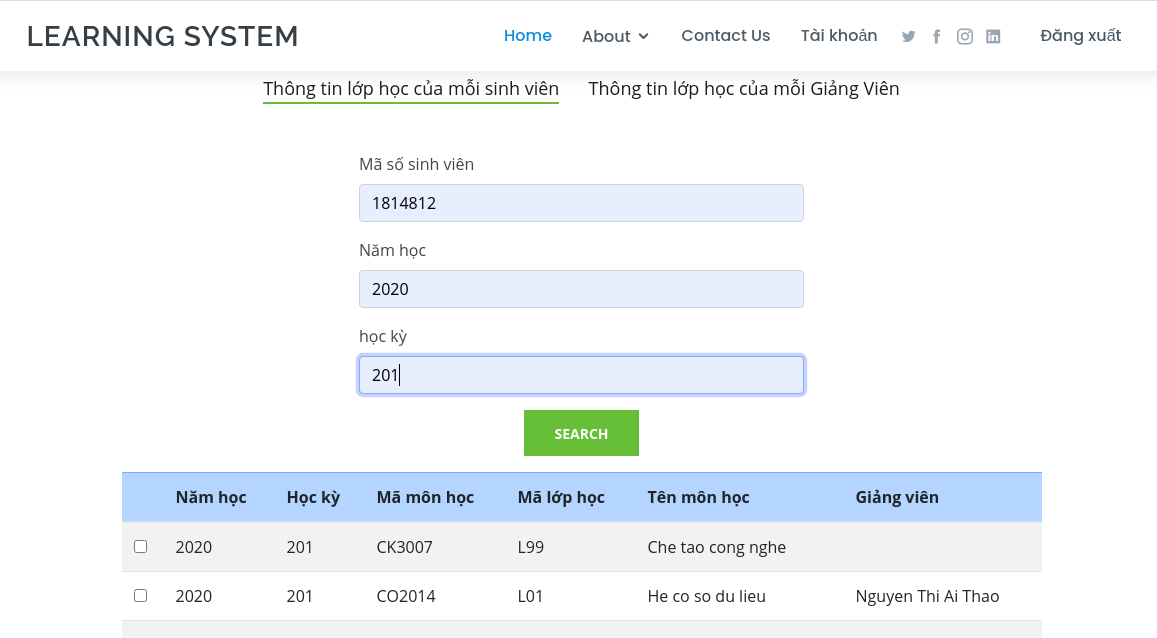 LEARNING SYSTEM
Home About Contact Us Tài khoản Đăng xuất
Thông tin lớp học của mỗi sinh viên Thông tin lớp học của mỗi Giảng Viên
Mã số sinh viên
1814812
Năm học
2020
học kỳ
201
SEARCH
Năm học Học kỳ Mã môn học Mã lớp học Tên môn học Giảng viên
2020 201 CK3007 L99 Che tao cong nghe
2020 201 CO2014 L01 He co so du lieu Nguyen Thi Ai Thao